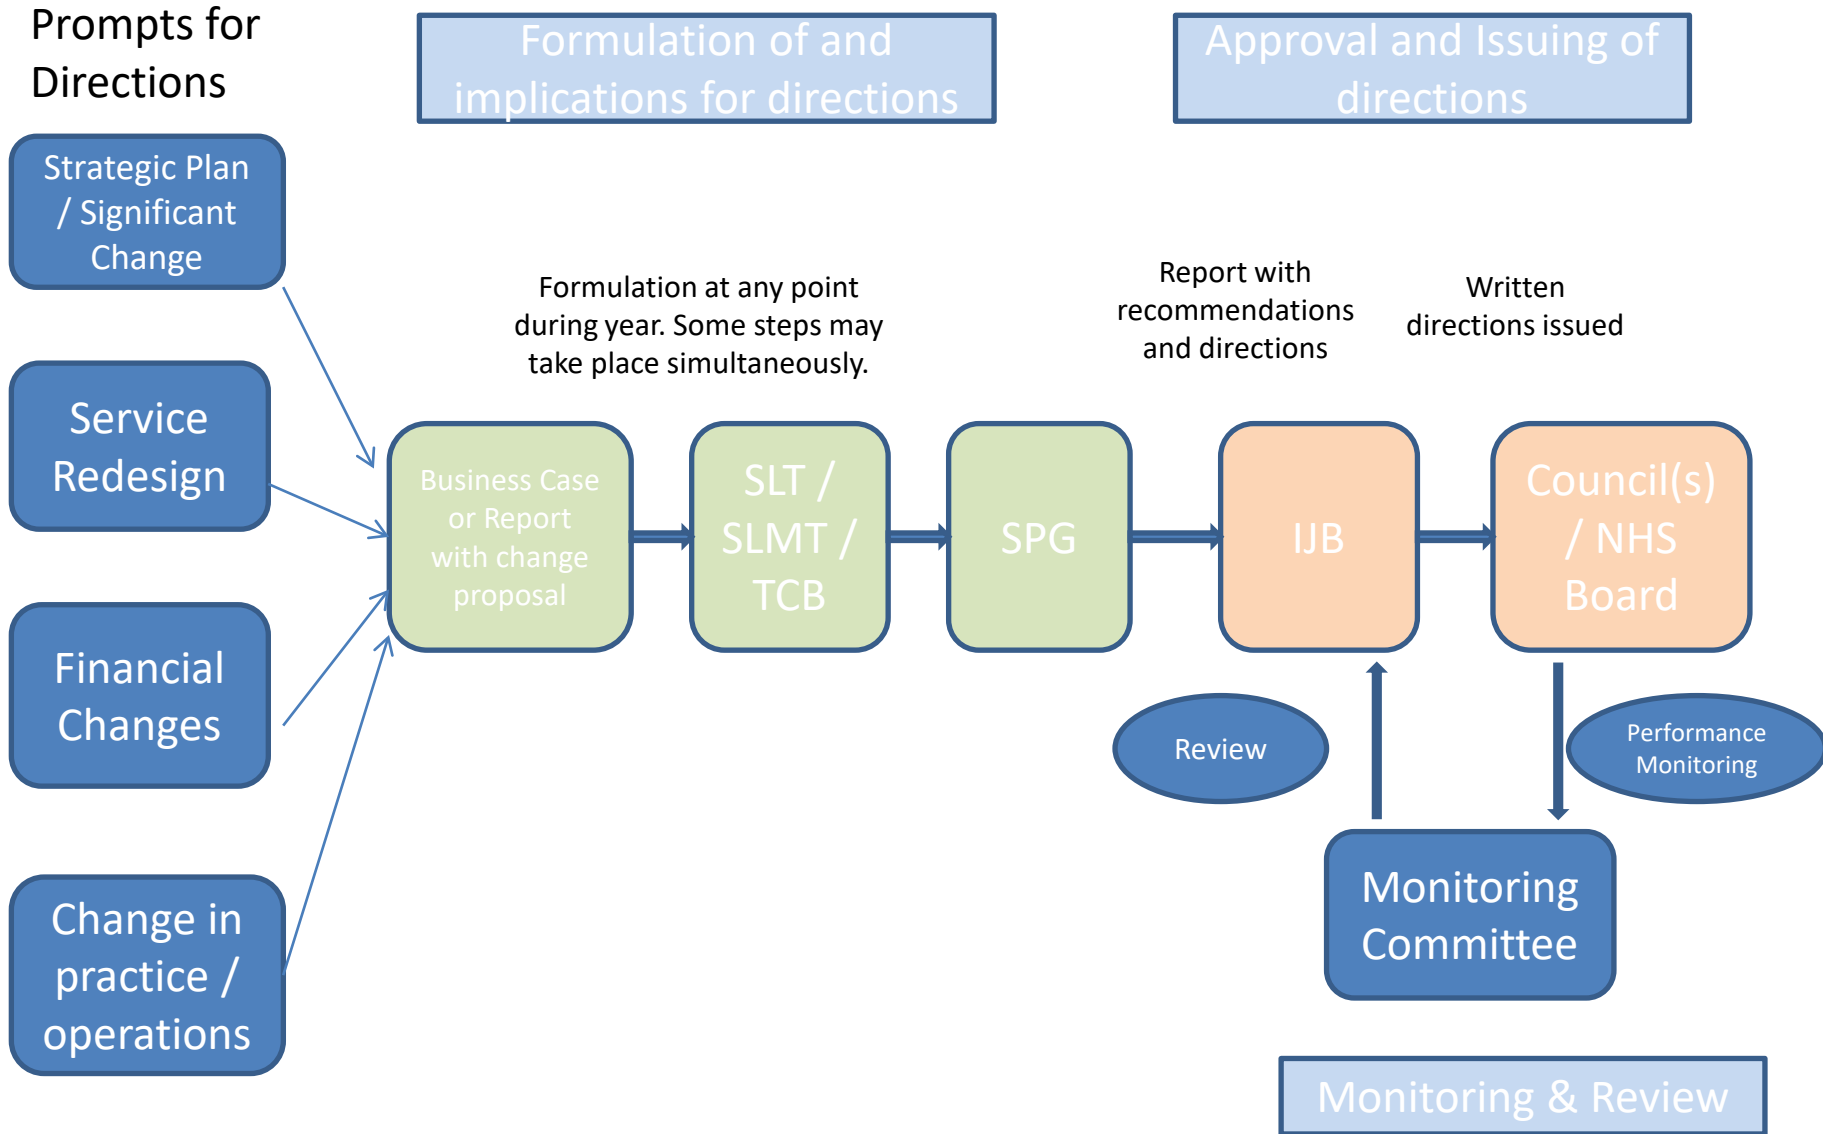 Prompts for
Directions
Formulation of and
implications for directions
Approval and Issuing of
directions
Strategic Plan
/ Significant
Change
Service
Redesign
Financial
Changes
Change in
practice /
operations
Formulation at any point
during year. Some steps may
take place simultaneously.
Report with
recommendations
and directions
Written
directions issued
Business Case
or Report
with change
proposal
SLT /
SLMT /
TCB
SPG
IJB
Council(s)
/ NHS
Board
Review
Performance
Monitoring
Monitoring
Committee
Monitoring & Review